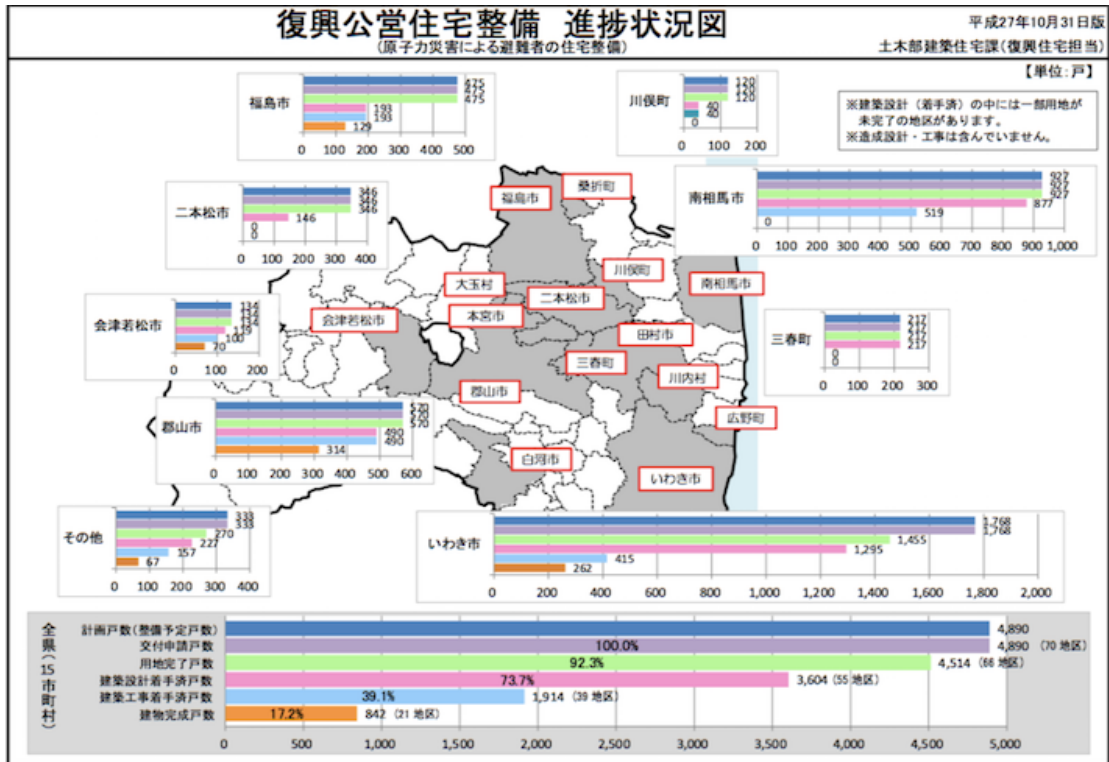 復興公営住宅整備 進捗状況図
(原子力災害による避難者の住宅整備)
平成27年10月31日版
土木部建築住宅課(復興住宅担当)
【単位:戸】
※建築設計(着手済)の中には一部用地が
未完了の地区があります。
※造成設計・工事は含んでいません。
福島市
475
475
475
193
193
129
0 100 200 300 400 500
川俣町
120
120
120
40
40
0
0 100 200
二本松市
346
346
346
146
0
0
0 100 200 300 400
南相馬市
927
927
927
877
519
0
0 100 200 300 400 500 600 700 800 900 1,000
会津若松市
134
134
134
119
100
70
0 100 200
三春町
217
217
217
217
0
0
0 100 200 300
郡山市
570
570
570
490
490
314
0 100 200 300 400 500 600
その他
333
333
270
227
157
67
0 100 200 300 400
いわき市
1,768
1,768
1,455
1,295
415
262
0 200 400 600 800 1,000 1,200 1,400 1,600 1,800 2,000
福島市
桑折町
川俣町
大玉村
二本松市
南相馬市
会津若松市
本宮市
田村市
三春町
川内村
郡山市
広野町
白河市
いわき市
全県(15市町村)
計画戸数(整備予定戸数) 4,890
交付申請戸数 100.0% 4,890 (70 地区)
用地完了戸数 92.3% 4,514 (66 地区)
建築設計着手済戸数 73.7% 3,604 (55 地区)
建築工事着手済戸数 39.1% 1,914 (39 地区)
建物完成戸数 17.2% 842 (21 地区)
0 500 1,000 1,500 2,000 2,500 3,000 3,500 4,000 4,500 5,000